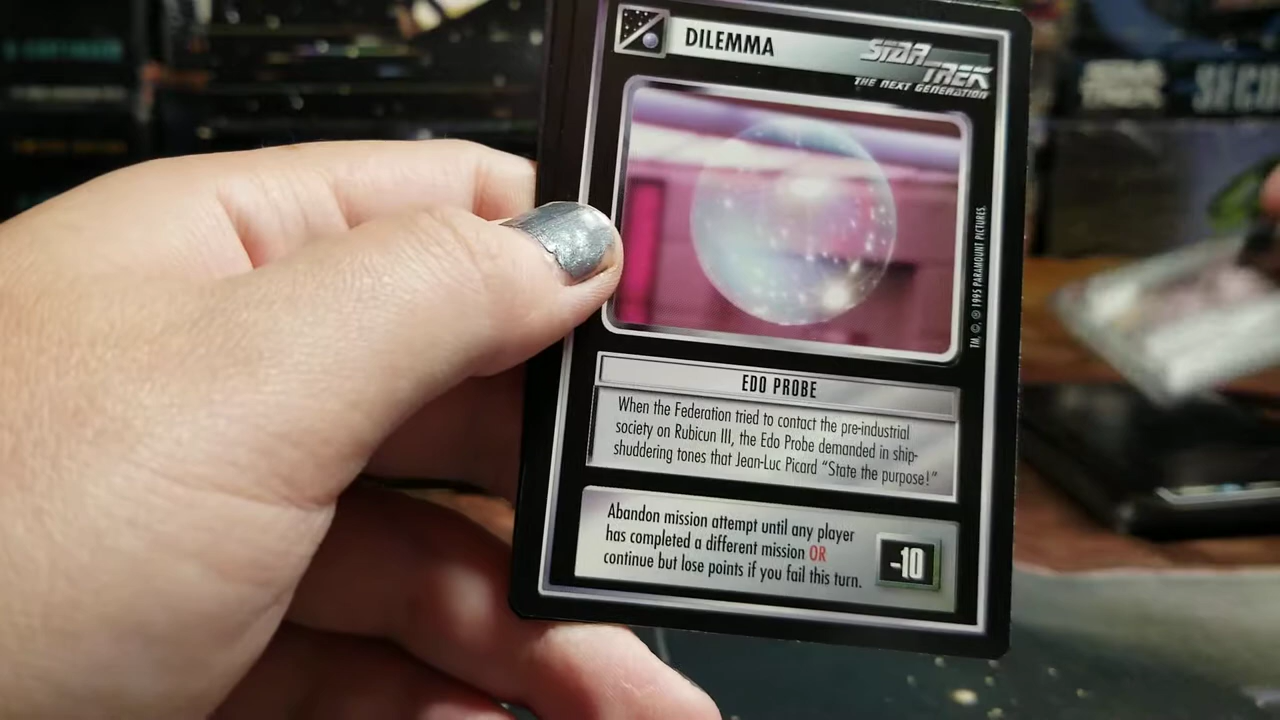 DILEMMA
STAR TREK
THE NEXT GENERATION
TM, ©, ® 1995 PARAMOUNT PICTURES.
EDO PROBE
When the Federation tried to contact the pre-industrial
society on Rubicun III, the Edo Probe demanded in ship-
shuddering tones that Jean-Luc Picard “State the purpose!”
Abandon mission attempt until any player
has completed a different mission OR
continue but lose points if you fail this turn.
-10